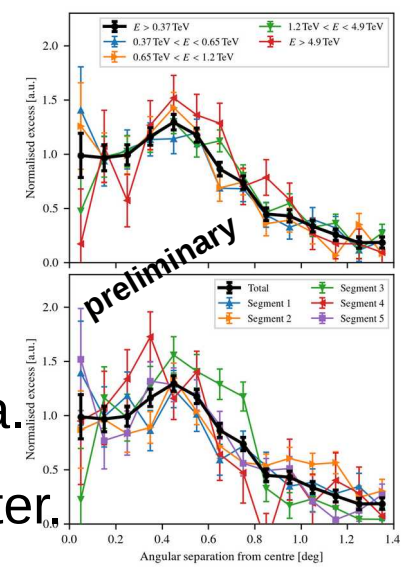 E > 0.37 TeV
0.37 TeV < E < 0.65 TeV
0.65 TeV < E < 1.2 TeV
1.2 TeV < E < 4.9 TeV
E > 4.9 TeV
Normalised excess [a.u.]
2.0
1.5
1.0
0.5
0.0
preliminary
Total
Segment 1
Segment 2
Segment 3
Segment 4
Segment 5
Normalised excess [a.u.]
2.0
1.5
1.0
0.5
0.0
a.
ter.
0.0 0.2 0.4 0.6 0.8 1.0 1.2 1.4
Angular separation from centre [deg]